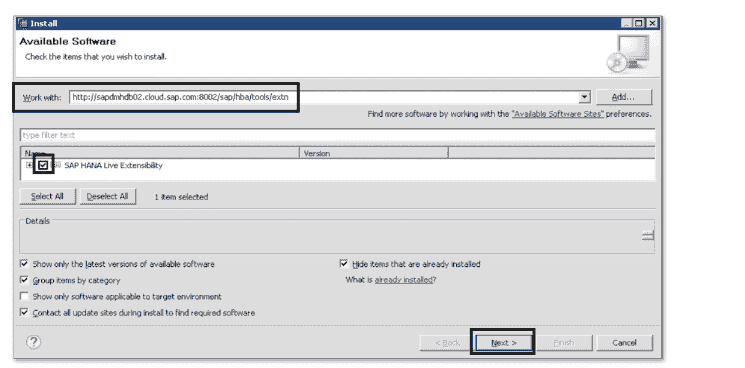 Install
Available Software
Check the items that you wish to install.
Work with: http://sapdmhdb02.cloud.sap.com:8002/sap/hba/tools/extn Add...
Find more software by working with the "Available Software Sites" preferences.
type filter text
Name Version
SAP HANA Live Extensibility
Select All Deselect All 1 item selected
Details
Show only the latest versions of available software Hide items that are already installed
Group items by category What is already installed?
Show only software applicable to target environment
Contact all update sites during install to find required software
? < Back Next > Finish Cancel